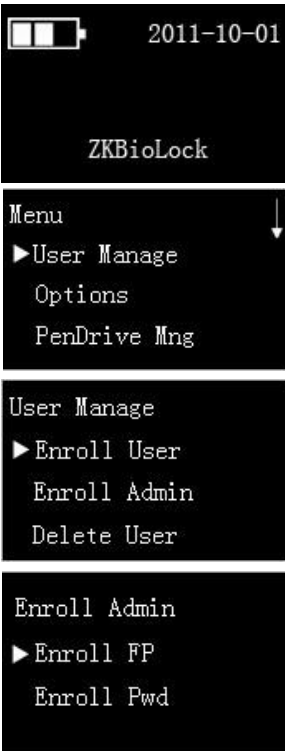 2011-10-01
ZKBioLock
Menu
User Manage
Options
PenDrive Mng
User Manage
Enroll User
Enroll Admin
Delete User
Enroll Admin
Enroll FP
Enroll Pwd